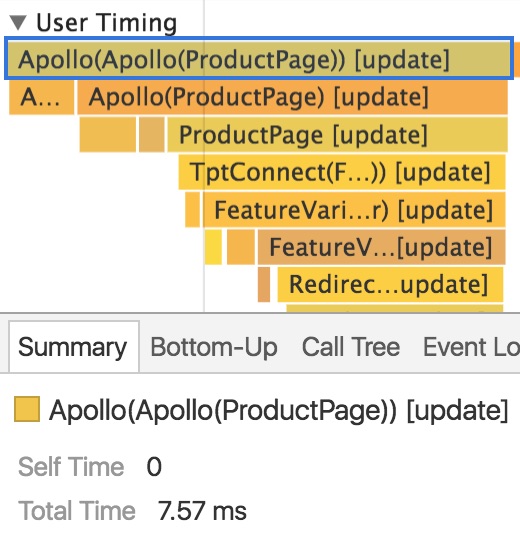 ▼ User Timing
Apollo(Apollo(ProductPage)) [update]
A... Apollo(ProductPage) [update]
ProductPage [update]
TptConnect(F...)) [update]
FeatureVari...r) [update]
FeatureV...[update]
Redirec...update]
Summary Bottom-Up Call Tree Event Lo
Apollo(Apollo(ProductPage)) [update]
Self Time 0
Total Time 7.57 ms